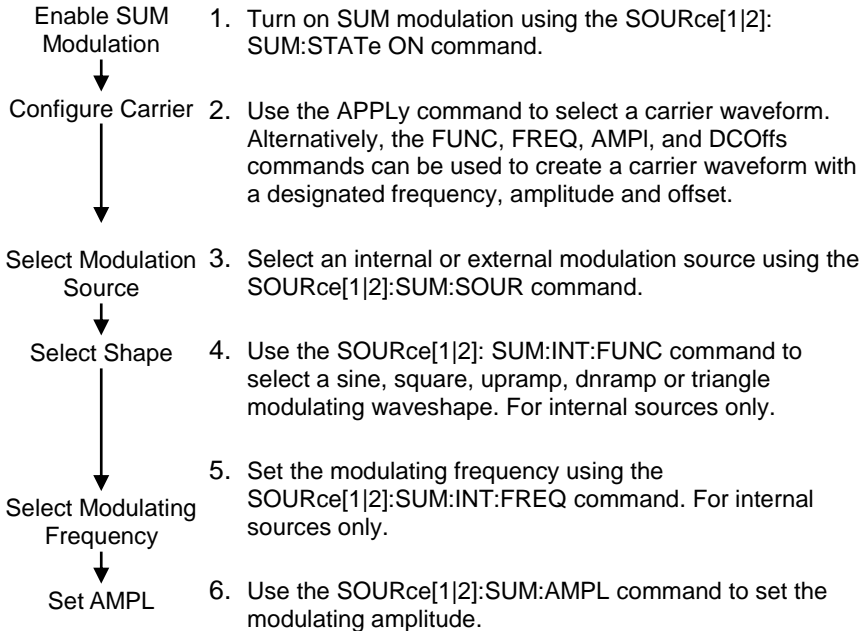 Enable SUM
Modulation
1. Turn on SUM modulation using the SOURce[1|2]:
SUM:STATe ON command.
Configure Carrier
2. Use the APPLy command to select a carrier waveform.
Alternatively, the FUNC, FREQ, AMPl, and DCOffs
commands can be used to create a carrier waveform with
a designated frequency, amplitude and offset.
Select Modulation
Source
3. Select an internal or external modulation source using the
SOURce[1|2]:SUM:SOUR command.
Select Shape
4. Use the SOURce[1|2]: SUM:INT:FUNC command to
select a sine, square, upramp, dnramp or triangle
modulating waveshape. For internal sources only.
Select Modulating
Frequency
5. Set the modulating frequency using the
SOURce[1|2]:SUM:INT:FREQ command. For internal
sources only.
Set AMPL
6. Use the SOURce[1|2]:SUM:AMPL command to set the
modulating amplitude.